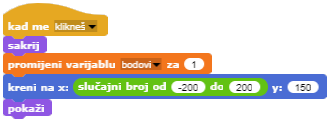 kad me klikneš
sakrij
promijeni varijablu bodovi za 1
kreni na x: slučajni broj od -200 do 200 y: 150
pokaži